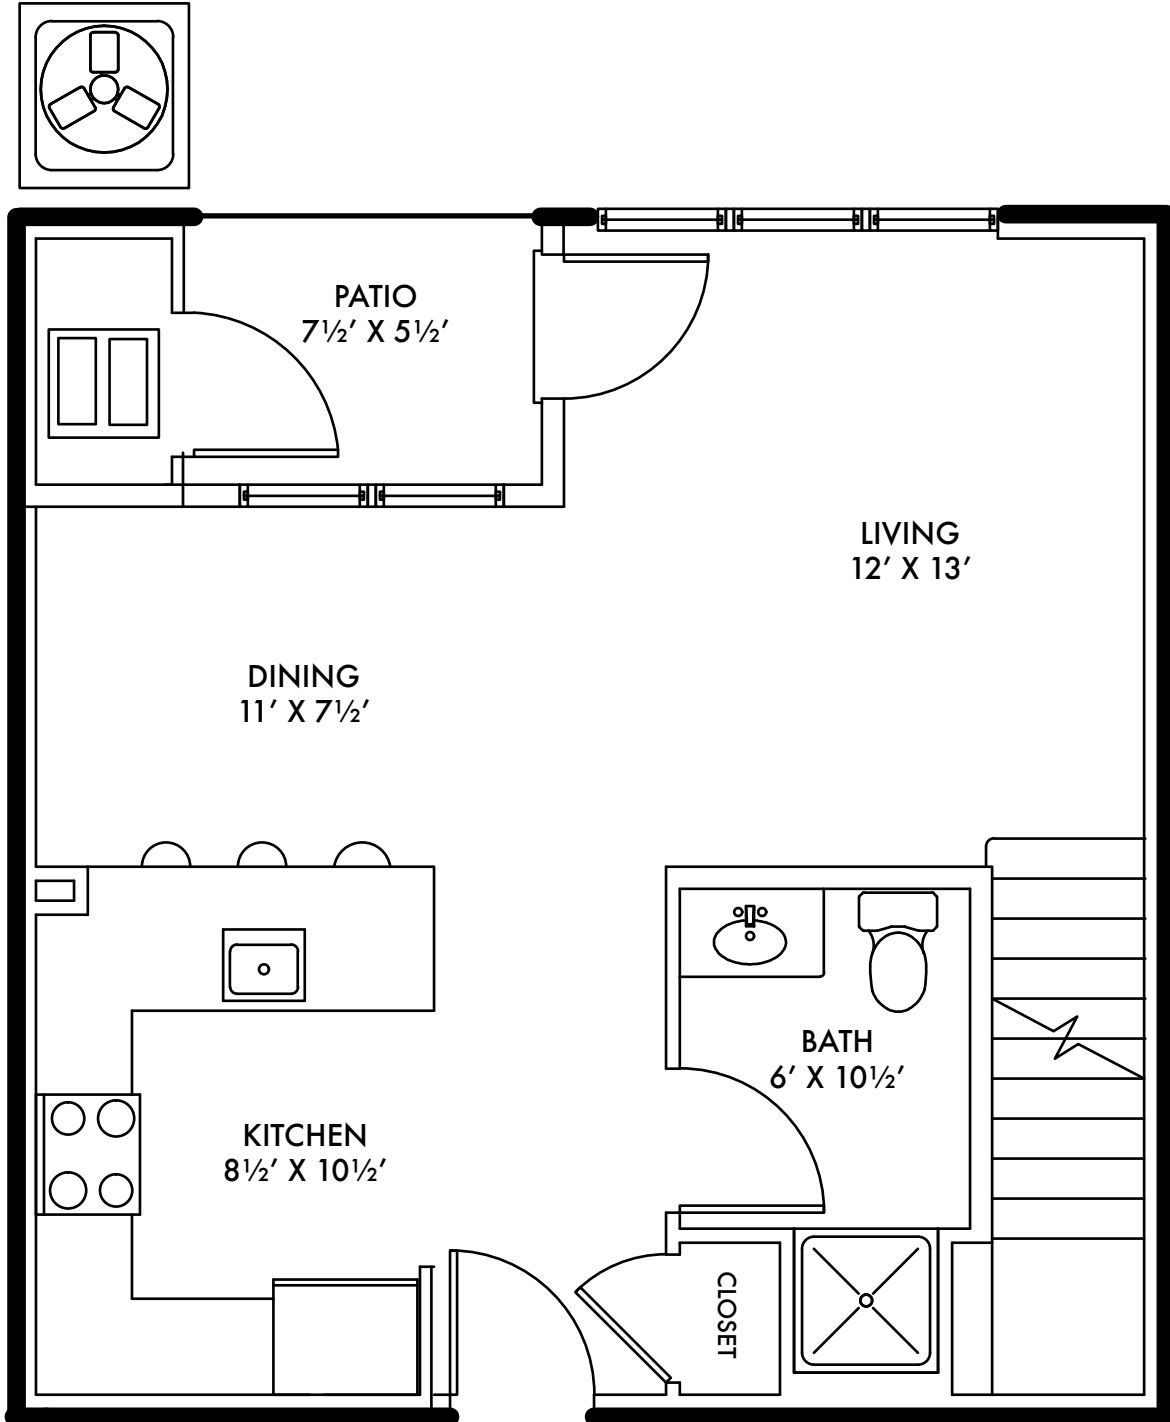 PATIO
7½’ X 5½’
LIVING
12’ X 13’
DINING
11’ X 7½’
BATH
6’ X 10½’
KITCHEN
8½’ X 10½’
CLOSET